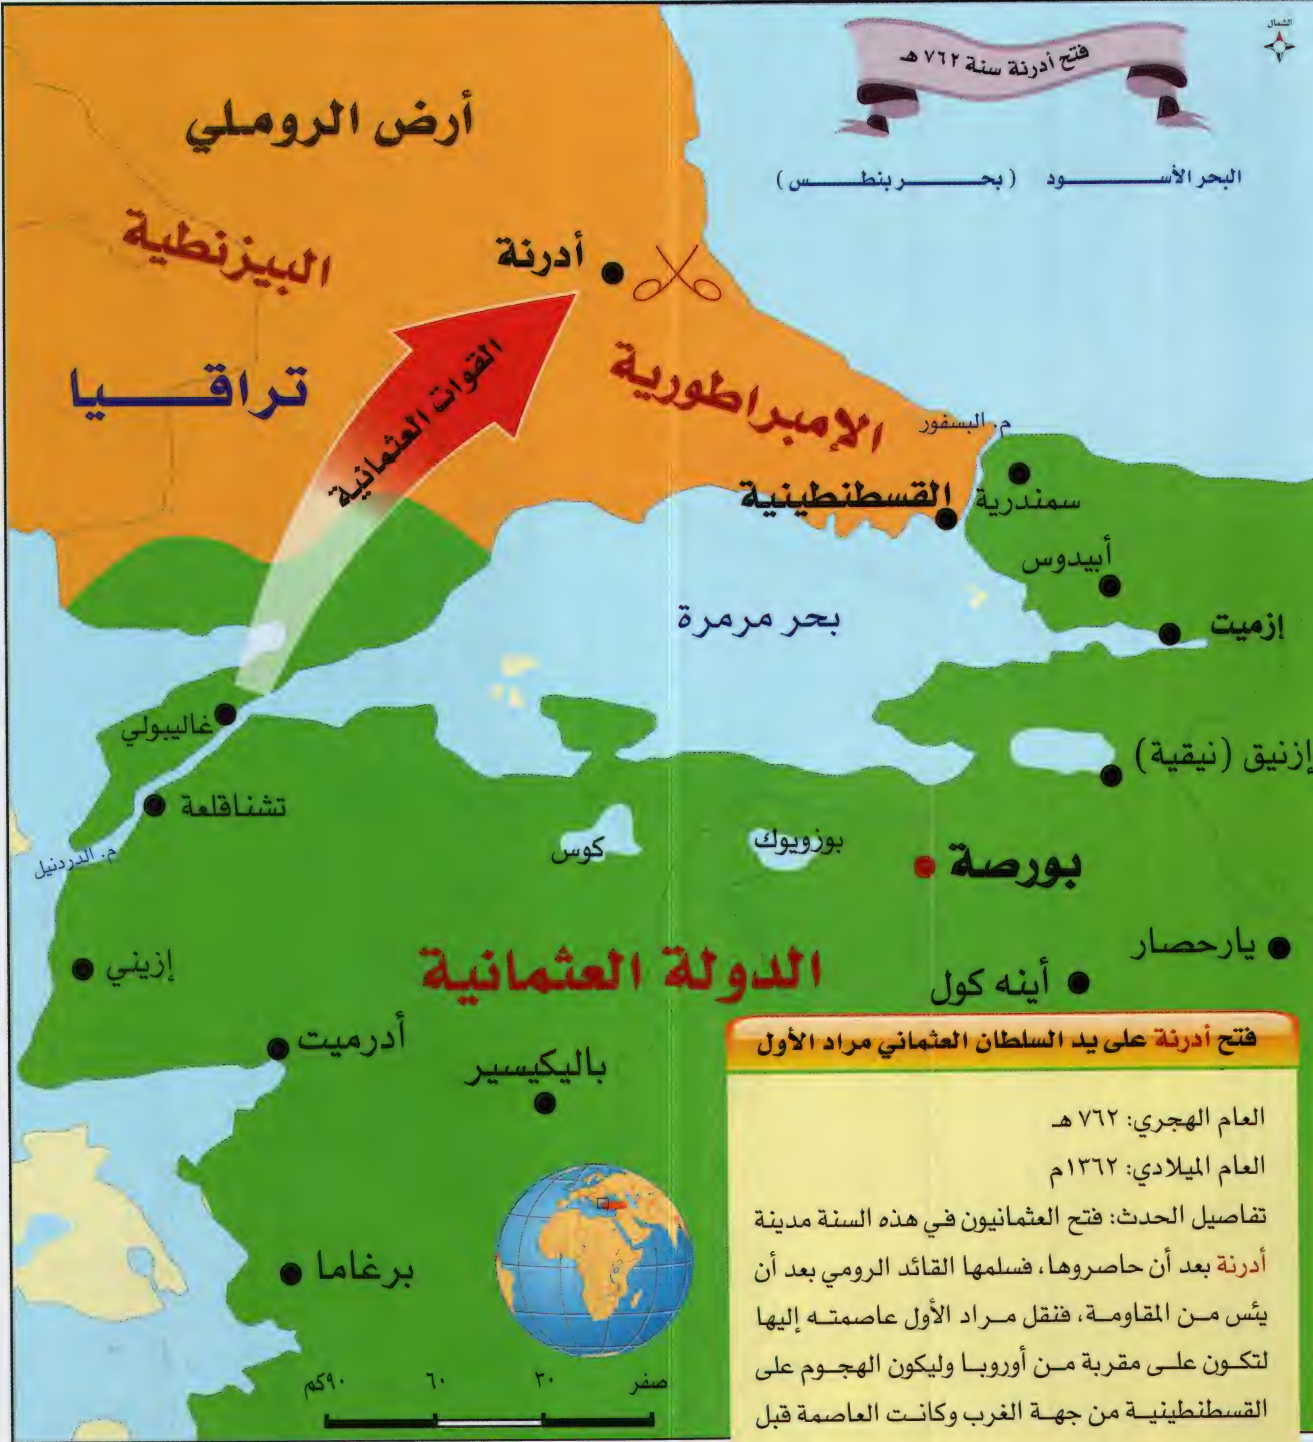 الشمال
فتح أدرنة سنة ٧٦٢ هـ
أرض الروملي
البحر الأسود (بحر بنطس)
البيزنطية
أدرنة
تراقيا
القوات العثمانية
الإمبراطورية
م. البسفور
القسطنطينية
سمندرية
أبيدوس
بحر مرمرة
إزميت
غاليبولي
إزنيق (نيقية)
تشناقلعة
م. الدردنيل
كوس
بوزويوك
بورصة
يارحصار
إزيني
الدولة العثمانية
أينه كول
أدرميت
باليكيسير
برغاما
صفر
٣٠
٦٠
٩٠كم
فتح أدرنة على يد السلطان العثماني مراد الأول
العام الهجري: ٧٦٢ هـ
العام الميلادي: ١٣٦٢م
تفاصيل الحدث: فتح العثمانيون في هذه السنة مدينة
أدرنة بعد أن حاصروها، فسلمها القائد الرومي بعد أن
يئس من المقاومة، فنقل مراد الأول عاصمته إليها
لتكون على مقربة من أوروبا وليكون الهجوم على
القسطنطينية من جهة الغرب وكانت العاصمة قبل